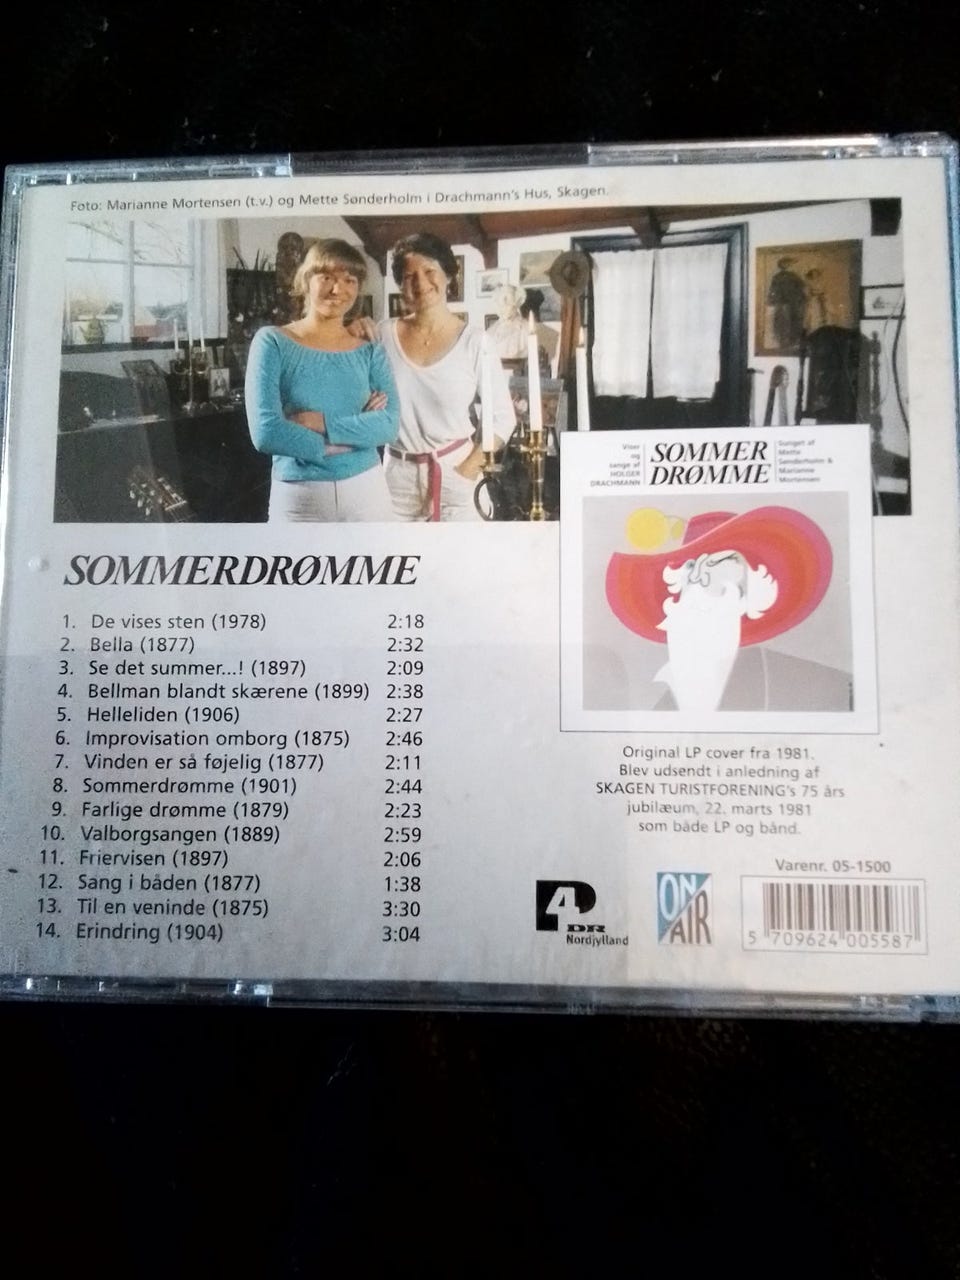 Foto: Marianne Mortensen (t.v.) og Mette Sønderholm i Drachmann's Hus, Skagen.
Viser
og
sange af
HOLGER
DRACHMANN
SOMMER
DRØMME
Sunget af
Mette
Sønderholm &
Marianne
Mortensen
SOMMERDRØMME
1. De vises sten (1978) 2:18
2. Bella (1877) 2:32
3. Se det summer...! (1897) 2:09
4. Bellman blandt skærene (1899) 2:38
5. Helleliden (1906) 2:27
6. Improvisation omborg (1875) 2:46
7. Vinden er så føjelig (1877) 2:11
8. Sommerdrømme (1901) 2:44
9. Farlige drømme (1879) 2:23
10. Valborgsangen (1889) 2:59
11. Friervisen (1897) 2:06
12. Sang i båden (1877) 1:38
13. Til en veninde (1875) 3:30
14. Erindring (1904) 3:04
Original LP cover fra 1981.
Blev udsendt i anledning af
SKAGEN TURISTFORENING's 75 års
jubilæum, 22. marts 1981
som både LP og bånd.
P4
DR
Nordjylland
ON
AIR
Varenr. 05-1500
5 709624 005587